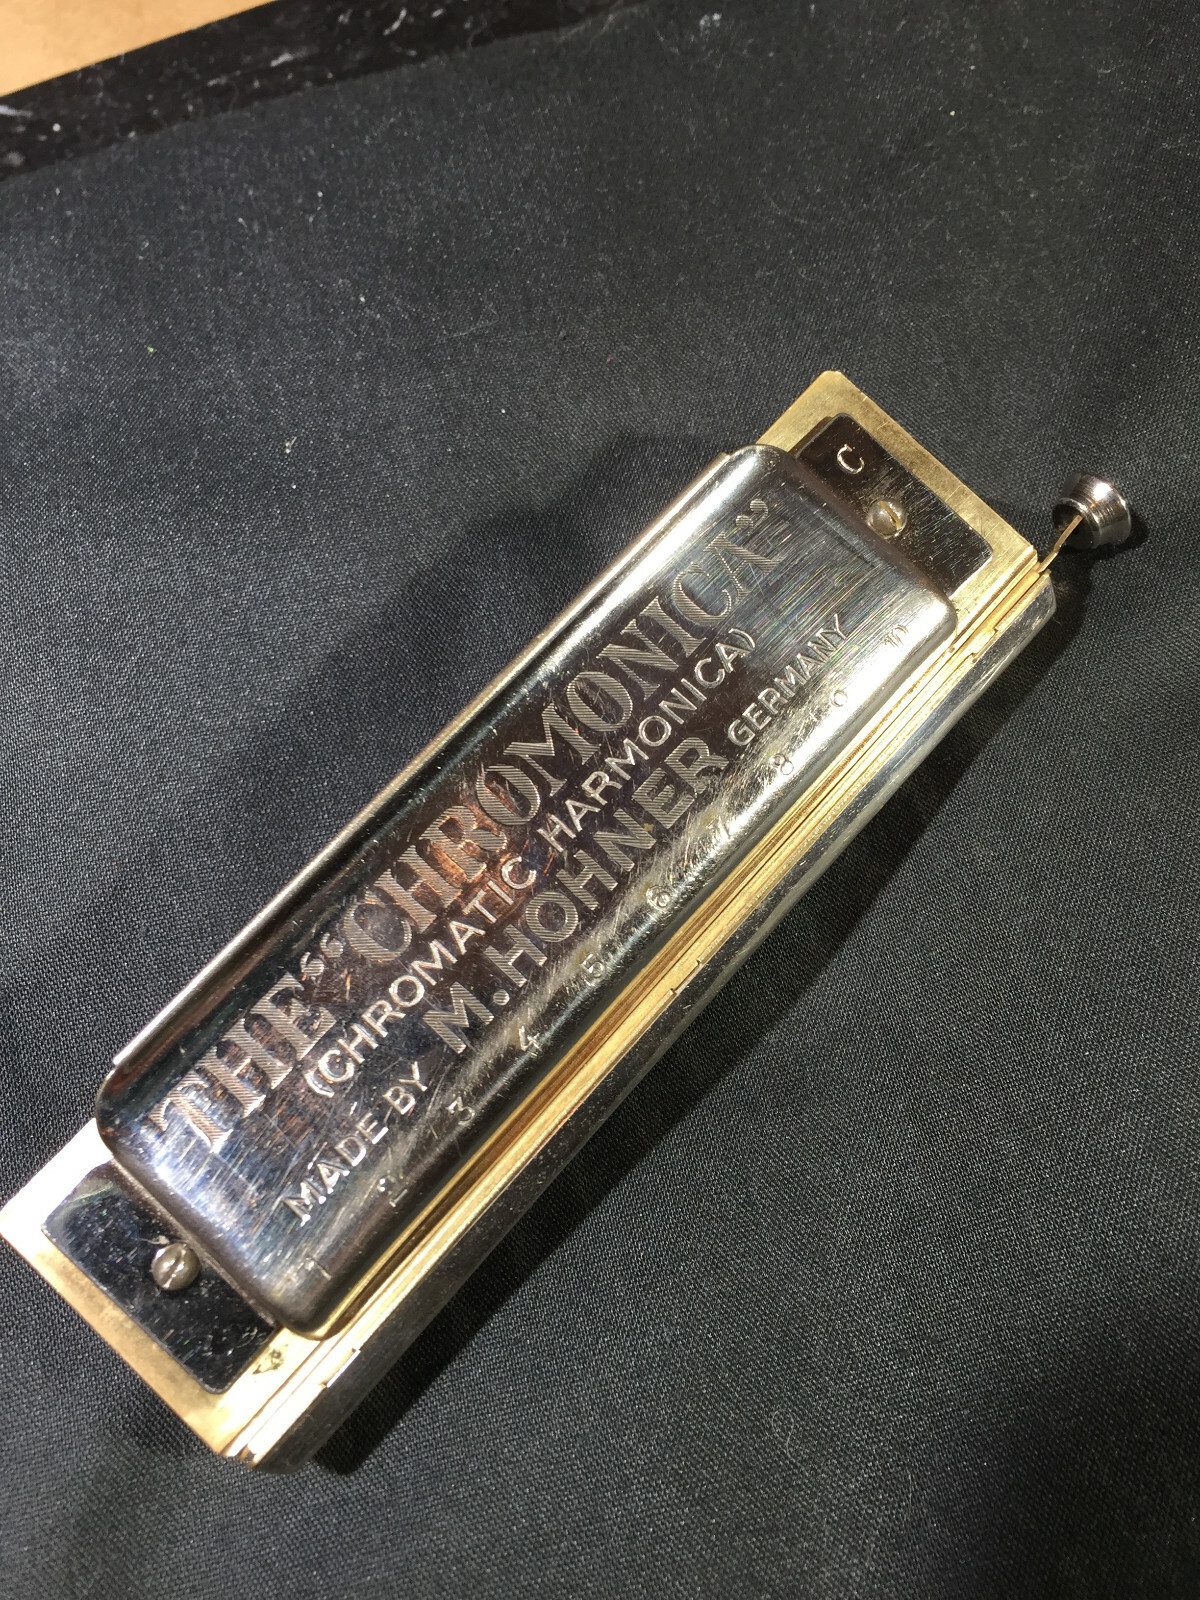 C
THE "CHROMONICA"
(CHROMATIC HARMONICA)
MADE BY M. HOHNER GERMANY
1 2 3 4 5 6 7 8 9 10